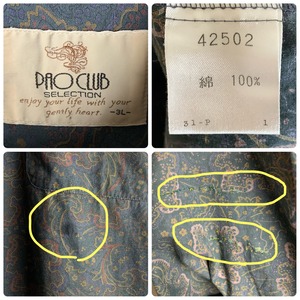 PAO CLUB
SELECTION
enjoy your life with your
gently heart.
-3L-
42502
綿 100%
31-P 1